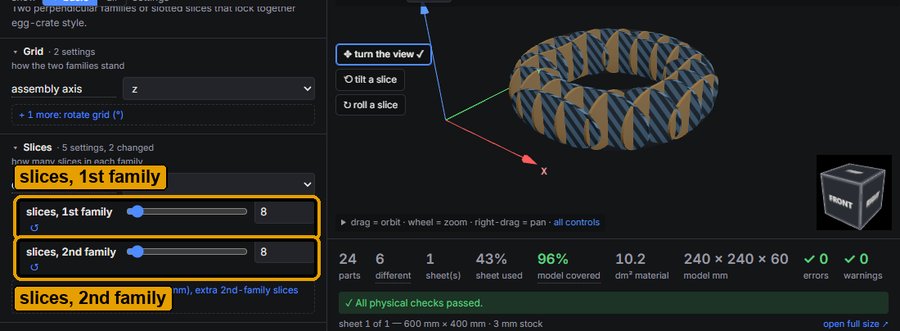 Two perpendicular families of slotted slices that lock together
egg-crate style.
Grid · 2 settings
how the two families stand
assembly axis
z
+ 1 more: rotate grid (°)
Slices · 5 settings, 2 changed
how many slices in each family
slices, 1st family
slices, 1st family
8
slices, 2nd family
8
slices, 2nd family
extra 2nd-family slices
✥ turn the view ✓
⟲ tilt a slice
↻ roll a slice
X
FRONT
▶ drag = orbit · wheel = zoom · right-drag = pan · all controls
24
parts
6
different
1
sheet(s)
43%
sheet used
96%
model covered
10.2
dm² material
240 × 240 × 60
model mm
✓ 0
errors
✓ 0
warnings
✓ All physical checks passed.
sheet 1 of 1 — 600 mm × 400 mm · 3 mm stock
open full size ↗